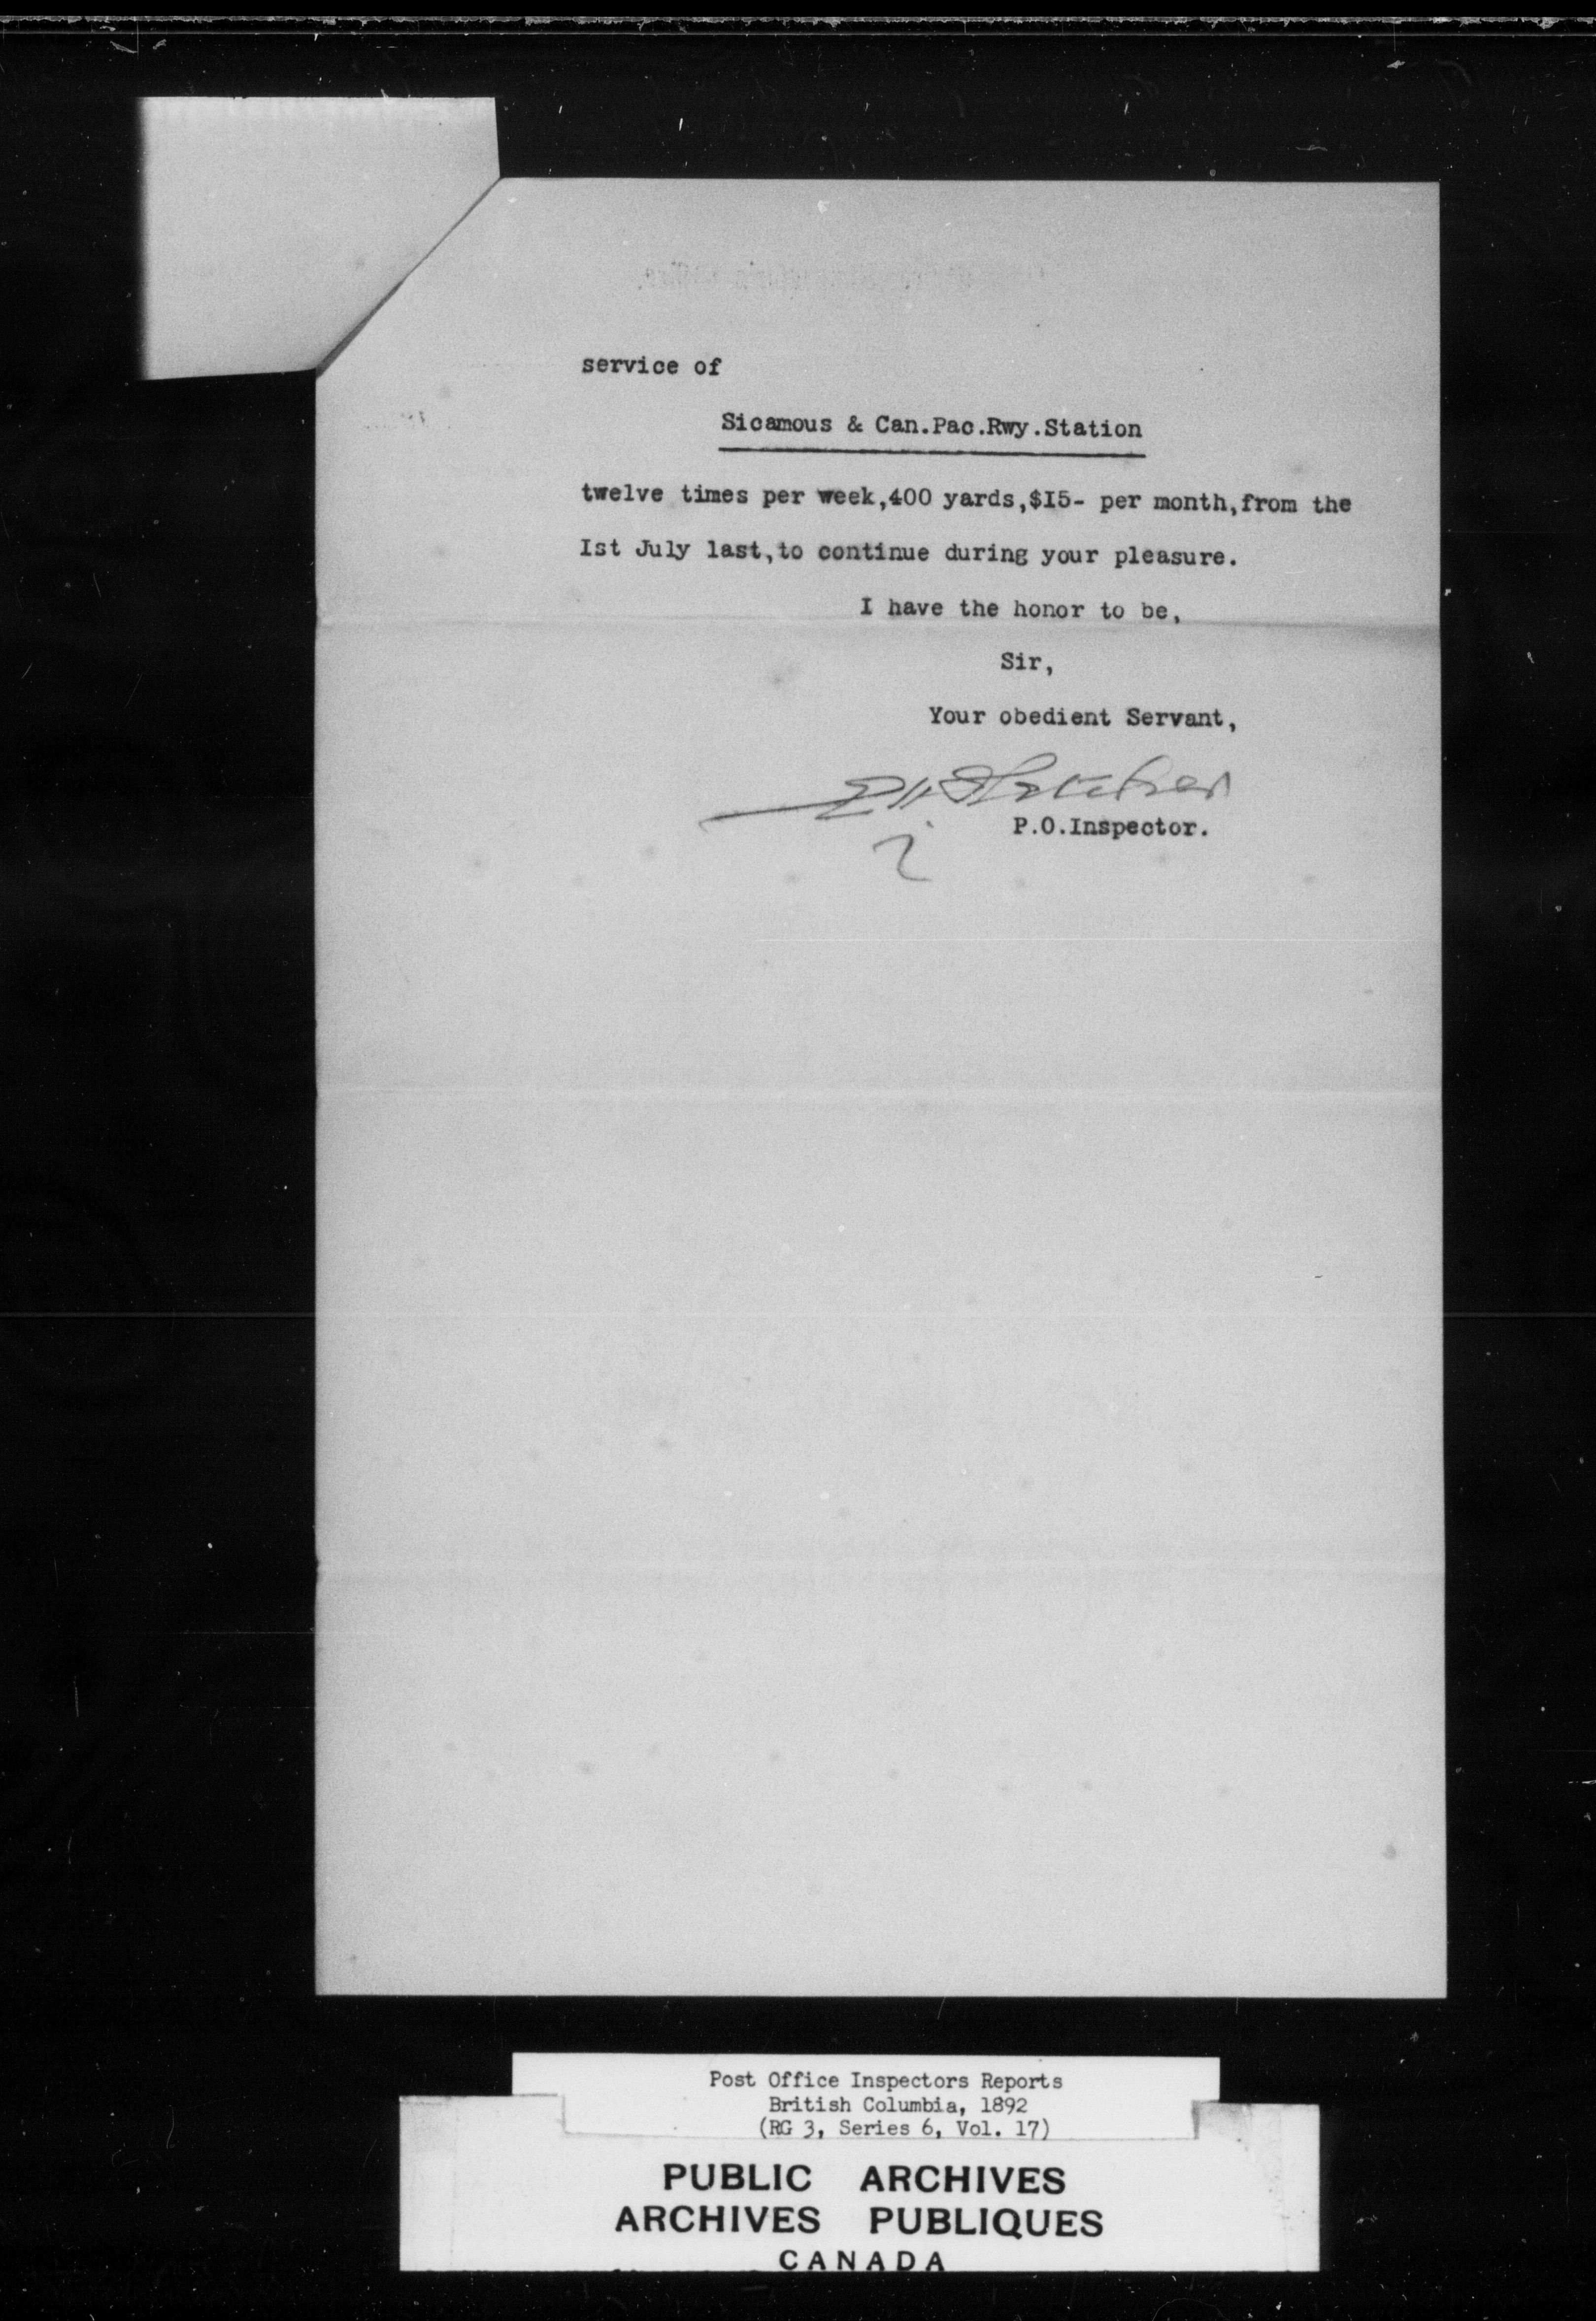 service of
Sicamous & Can.Pac.Rwy.Station
twelve times per week,400 yards,$I5- per month,from the
Ist July last,to continue during your pleasure.
I have the honor to be,
Sir,
Your obedient Servant,
P.O.Inspector.
Post Office Inspectors Reports
British Columbia, 1892
(RG 3, Series 6, Vol. 17)
PUBLIC ARCHIVES
ARCHIVES PUBLIQUES
CANADA